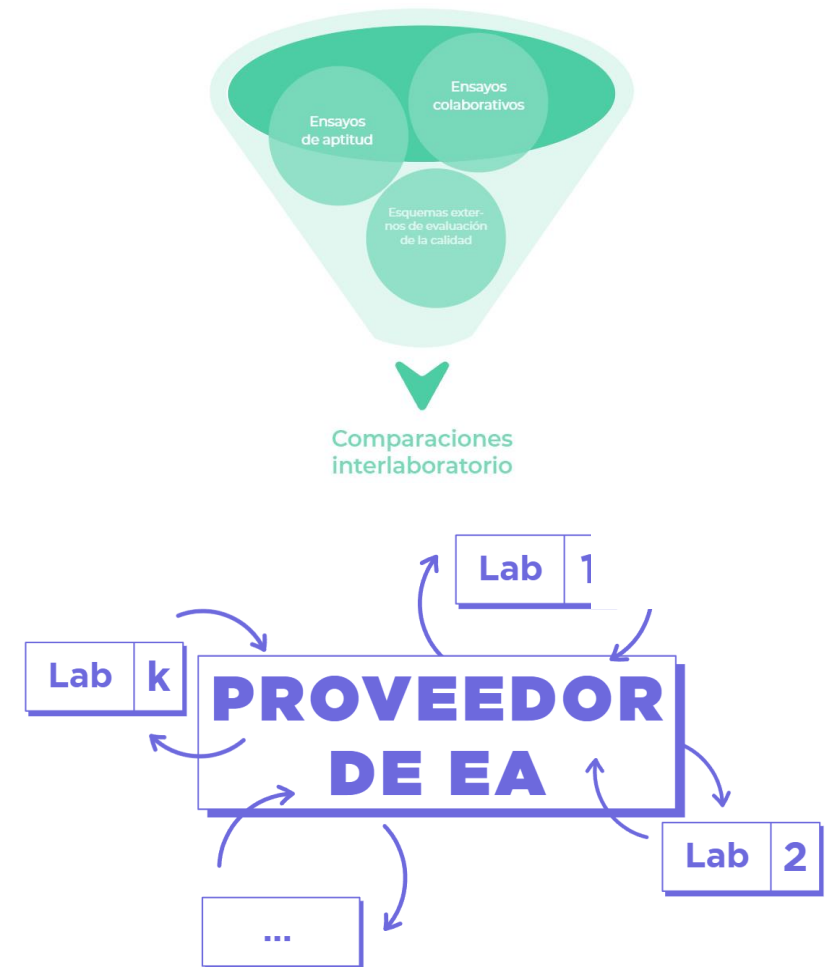 Ensayos
colaborativos
Ensayos
de aptitud
Esquemas exter-
nos de evaluación
de la calidad
Comparaciones
interlaboratorio
Lab 1
Lab k
PROVEEDOR
DE EA
Lab 2
...